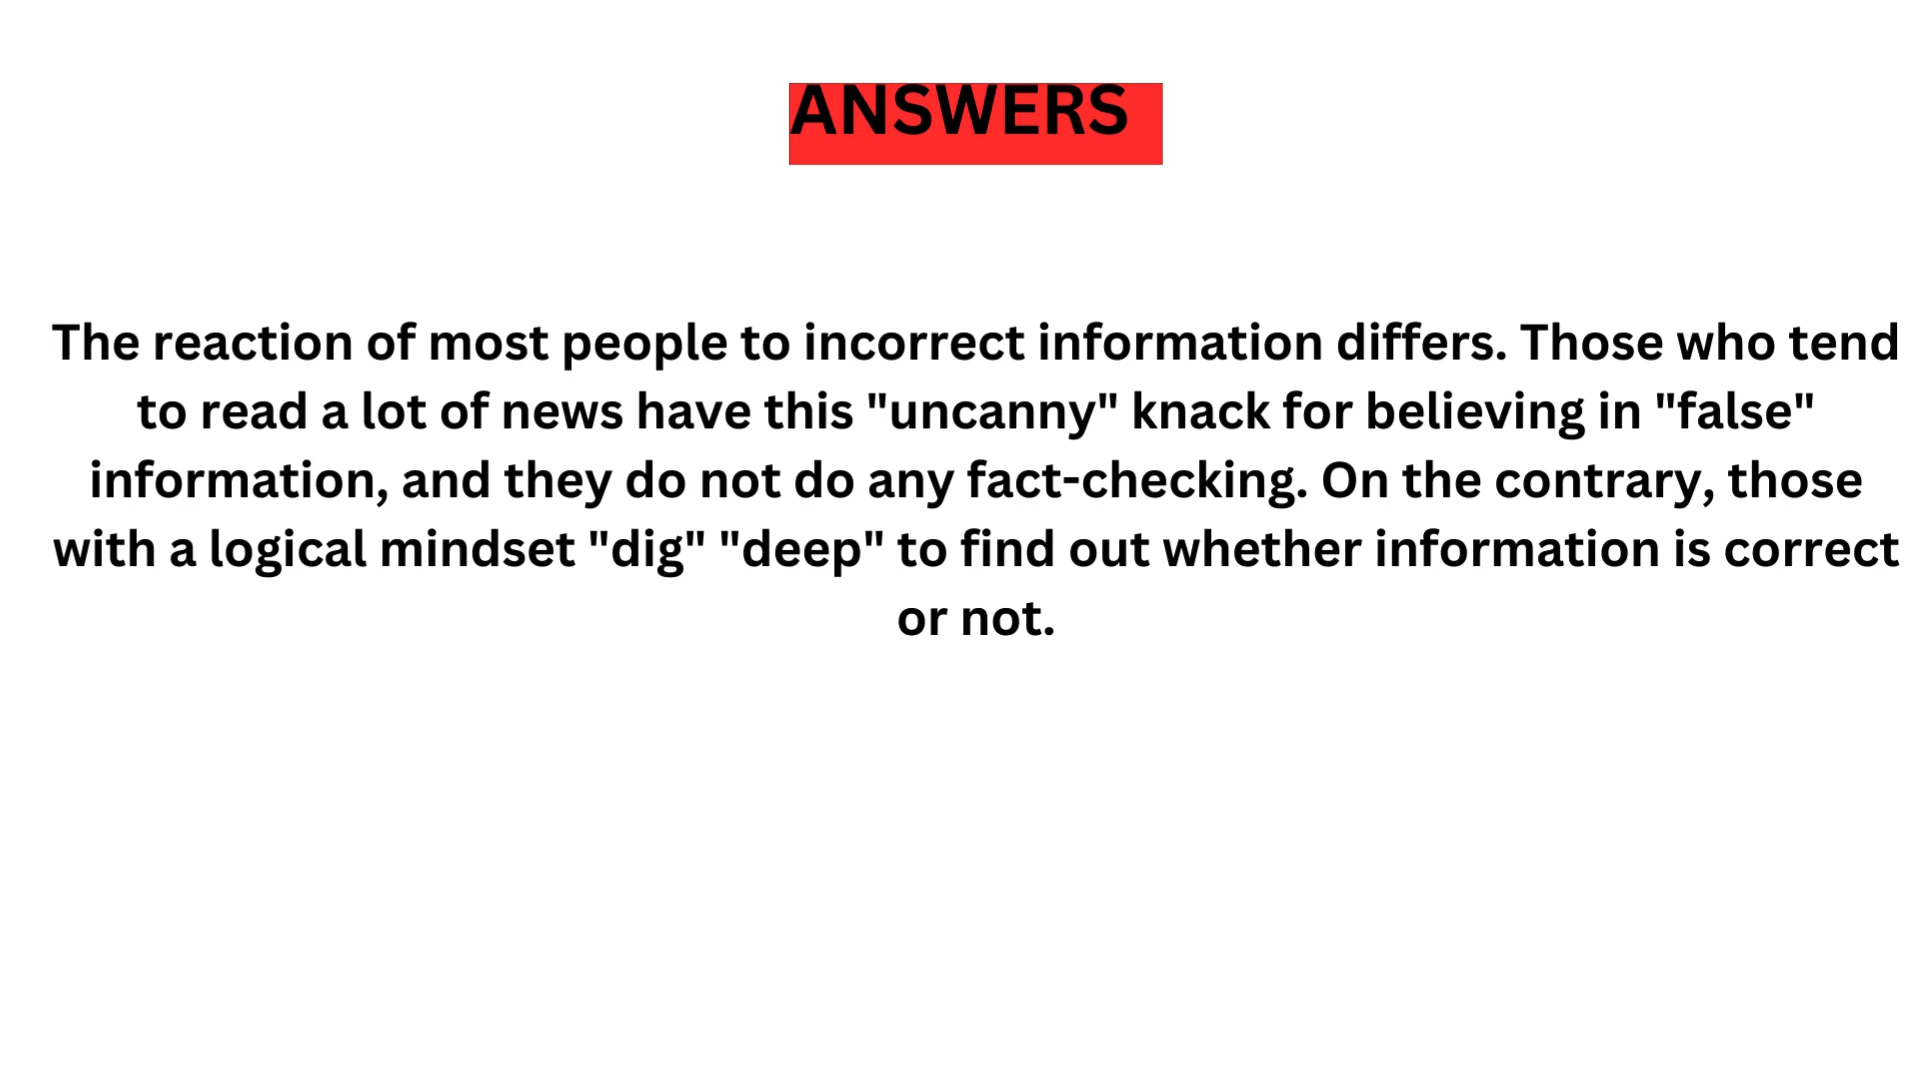 ANSWERS
The reaction of most people to incorrect information differs. Those who tend
to read a lot of news have this "uncanny" knack for believing in "false"
information, and they do not do any fact-checking. On the contrary, those
with a logical mindset "dig" "deep" to find out whether information is correct
or not.